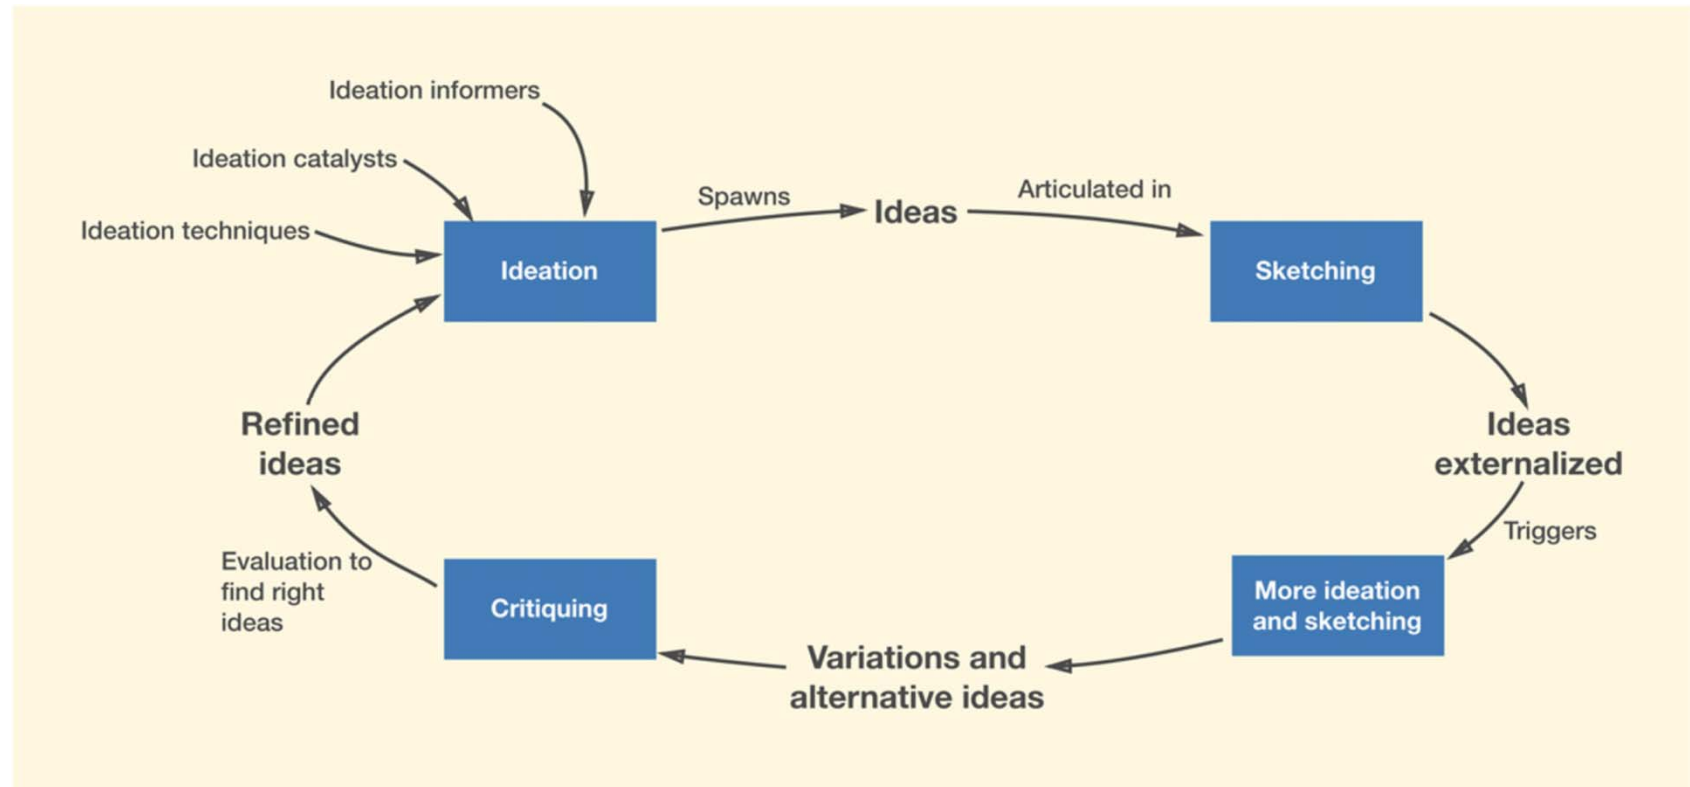 Ideation informers
Ideation catalysts
Ideation techniques
Ideation
Spawns
Ideas
Articulated in
Sketching
Ideas
externalized
Triggers
More ideation
and sketching
Variations and
alternative ideas
Critiquing
Evaluation to
find right
ideas
Refined
ideas